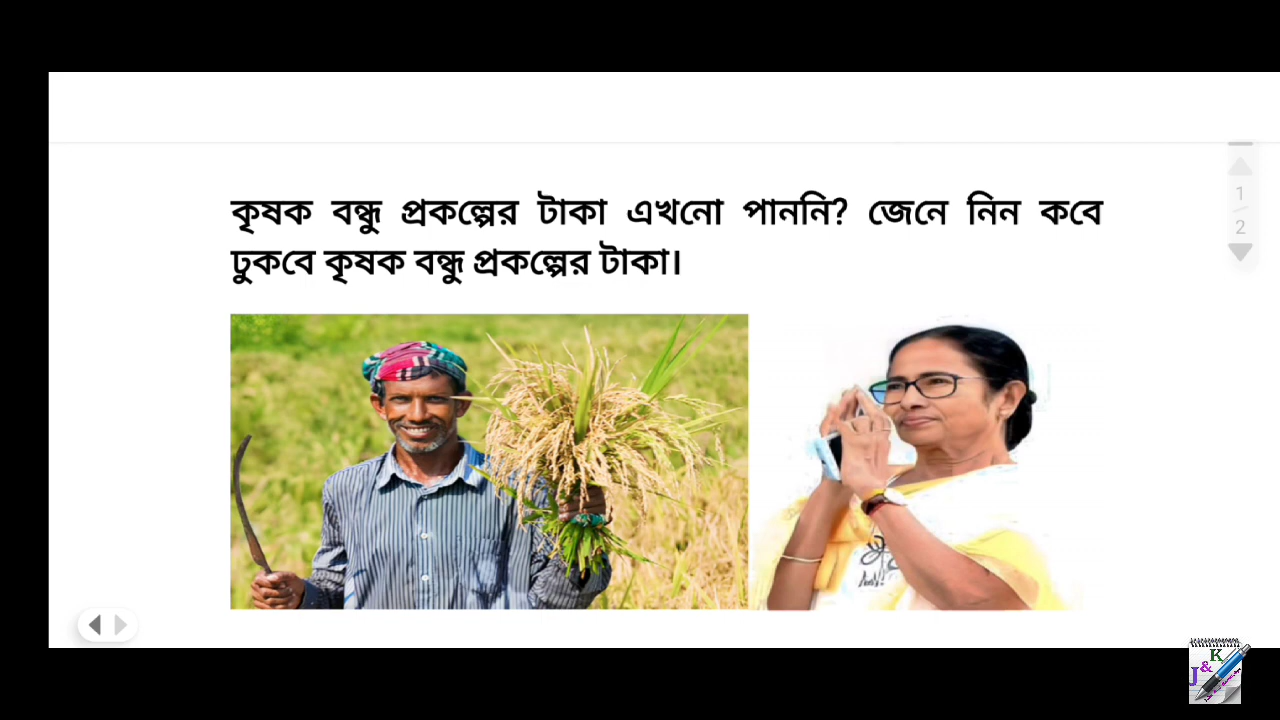 কৃষক বন্ধু প্রকল্পের টাকা এখনো পাননি? জেনে নিন কবে
ঢুকবে কৃষক বন্ধু প্রকল্পের টাকা।
1
2
J&K